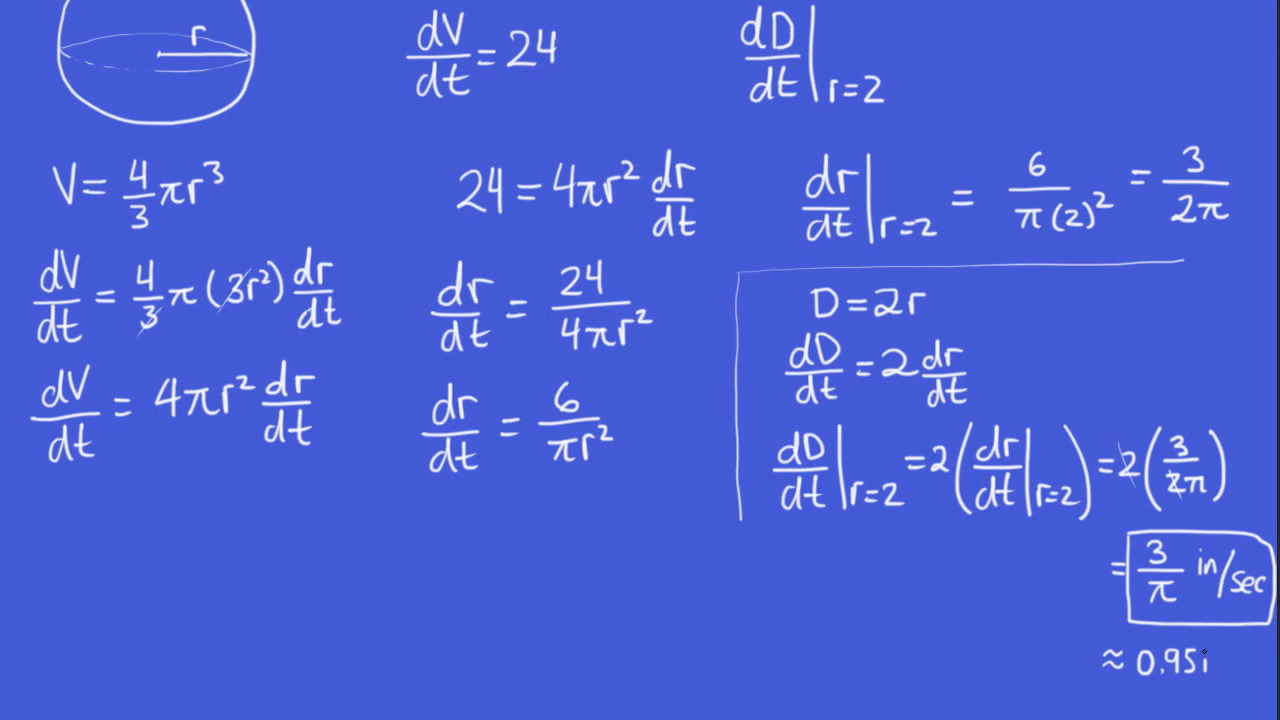 r
dV/dt = 24
dD/dt |r=2
V = 4/3 πr³
dV/dt = 4/3 π (3r²) dr/dt
dV/dt = 4πr² dr/dt
24 = 4πr² dr/dt
dr/dt = 24/4πr²
dr/dt = 6/πr²
dr/dt |r=2 = 6/π(2)² = 3/2π
D = 2r
dD/dt = 2 dr/dt
dD/dt |r=2 = 2 (dr/dt |r=2) = 2 (3/2π)
= 3/π in/sec
≈ 0.95i